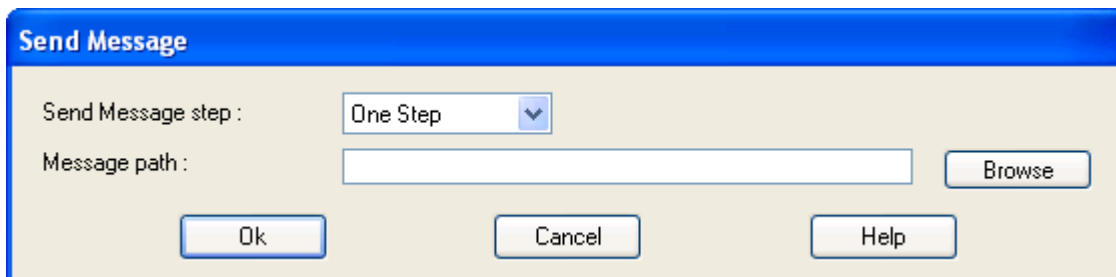 Send Message
Send Message step : One Step
Message path : Browse
Ok Cancel Help